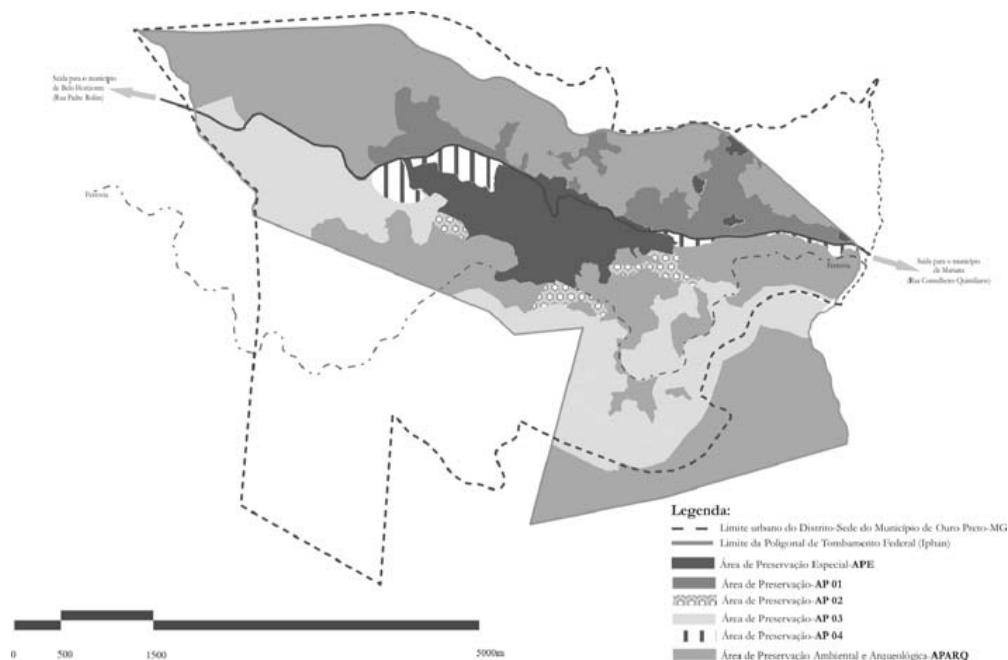 Saída para o município
de Belo Horizonte
(Rua Padre Rolim)
Ferrovia
Ferrovia
Saída para o município
de Mariana
(Rua Conselheiro Quintiliano)
Legenda:
Limite urbano do Distrito-Sede do Município de Ouro Preto-MG
Limite da Poligonal de Tombamento Federal (Iphan)
Área de Preservação Especial-APE
Área de Preservação-AP 01
Área de Preservação-AP 02
Área de Preservação-AP 03
Área de Preservação-AP 04
Área de Preservação Ambiental e Arqueológica-APARQ
0 500 1500 5000m